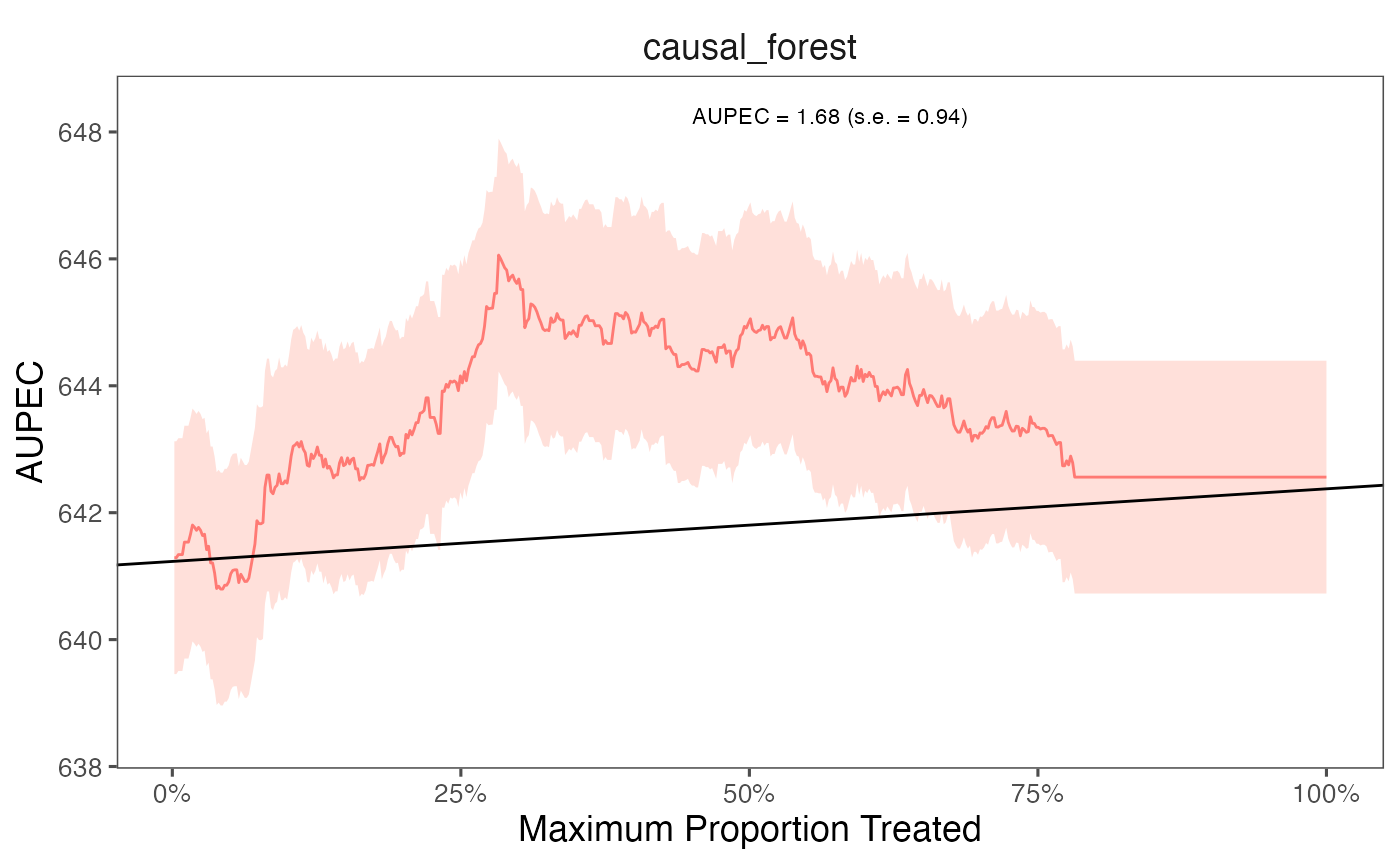 causal_forest
AUPEC = 1.68 (s.e. = 0.94)
AUPEC
648
646
644
642
640
638
0% 25% 50% 75% 100%
Maximum Proportion Treated